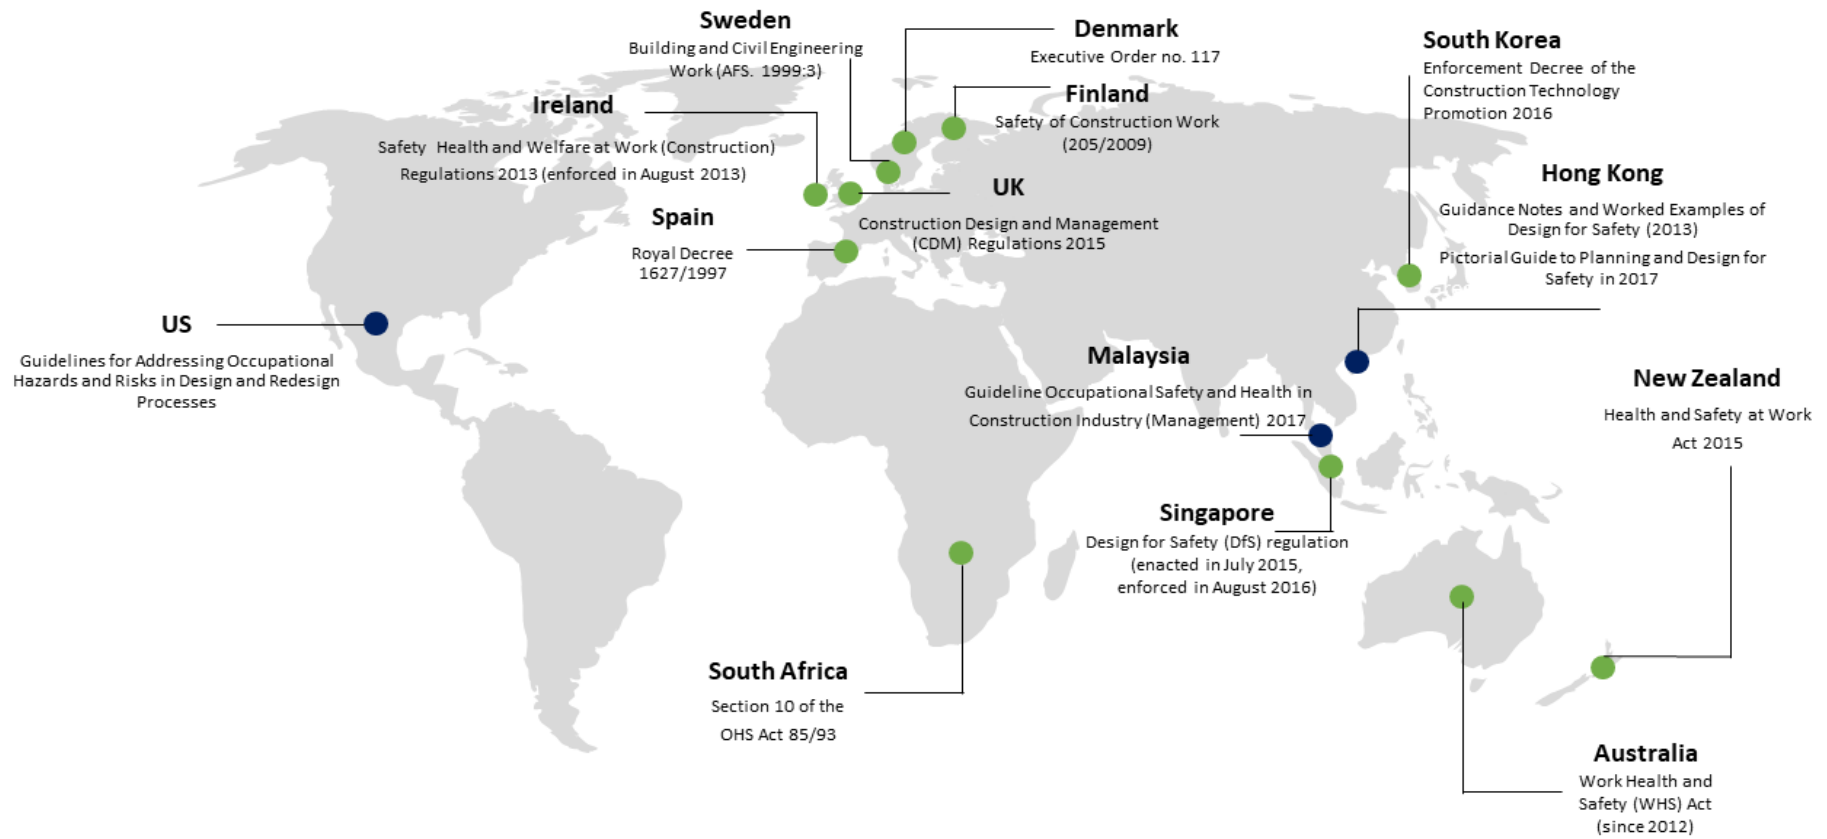 Sweden
Building and Civil Engineering
Work (AFS. 1999:3)
Denmark
Executive Order no. 117
South Korea
Enforcement Decree of the
Construction Technology
Promotion 2016
Ireland
Safety Health and Welfare at Work (Construction)
Regulations 2013 (enforced in August 2013)
Finland
Safety of Construction Work
(205/2009)
Hong Kong
Guidance Notes and Worked Examples of
Design for Safety (2013)
Pictorial Guide to Planning and Design for
Safety in 2017
UK
Construction Design and Management
(CDM) Regulations 2015
Spain
Royal Decree
1627/1997
US
Guidelines for Addressing Occupational
Hazards and Risks in Design and Redesign
Processes
Malaysia
Guideline Occupational Safety and Health in
Construction Industry (Management) 2017
New Zealand
Health and Safety at Work
Act 2015
Singapore
Design for Safety (DfS) regulation
(enacted in July 2015,
enforced in August 2016)
South Africa
Section 10 of the
OHS Act 85/93
Australia
Work Health and
Safety (WHS) Act
(since 2012)